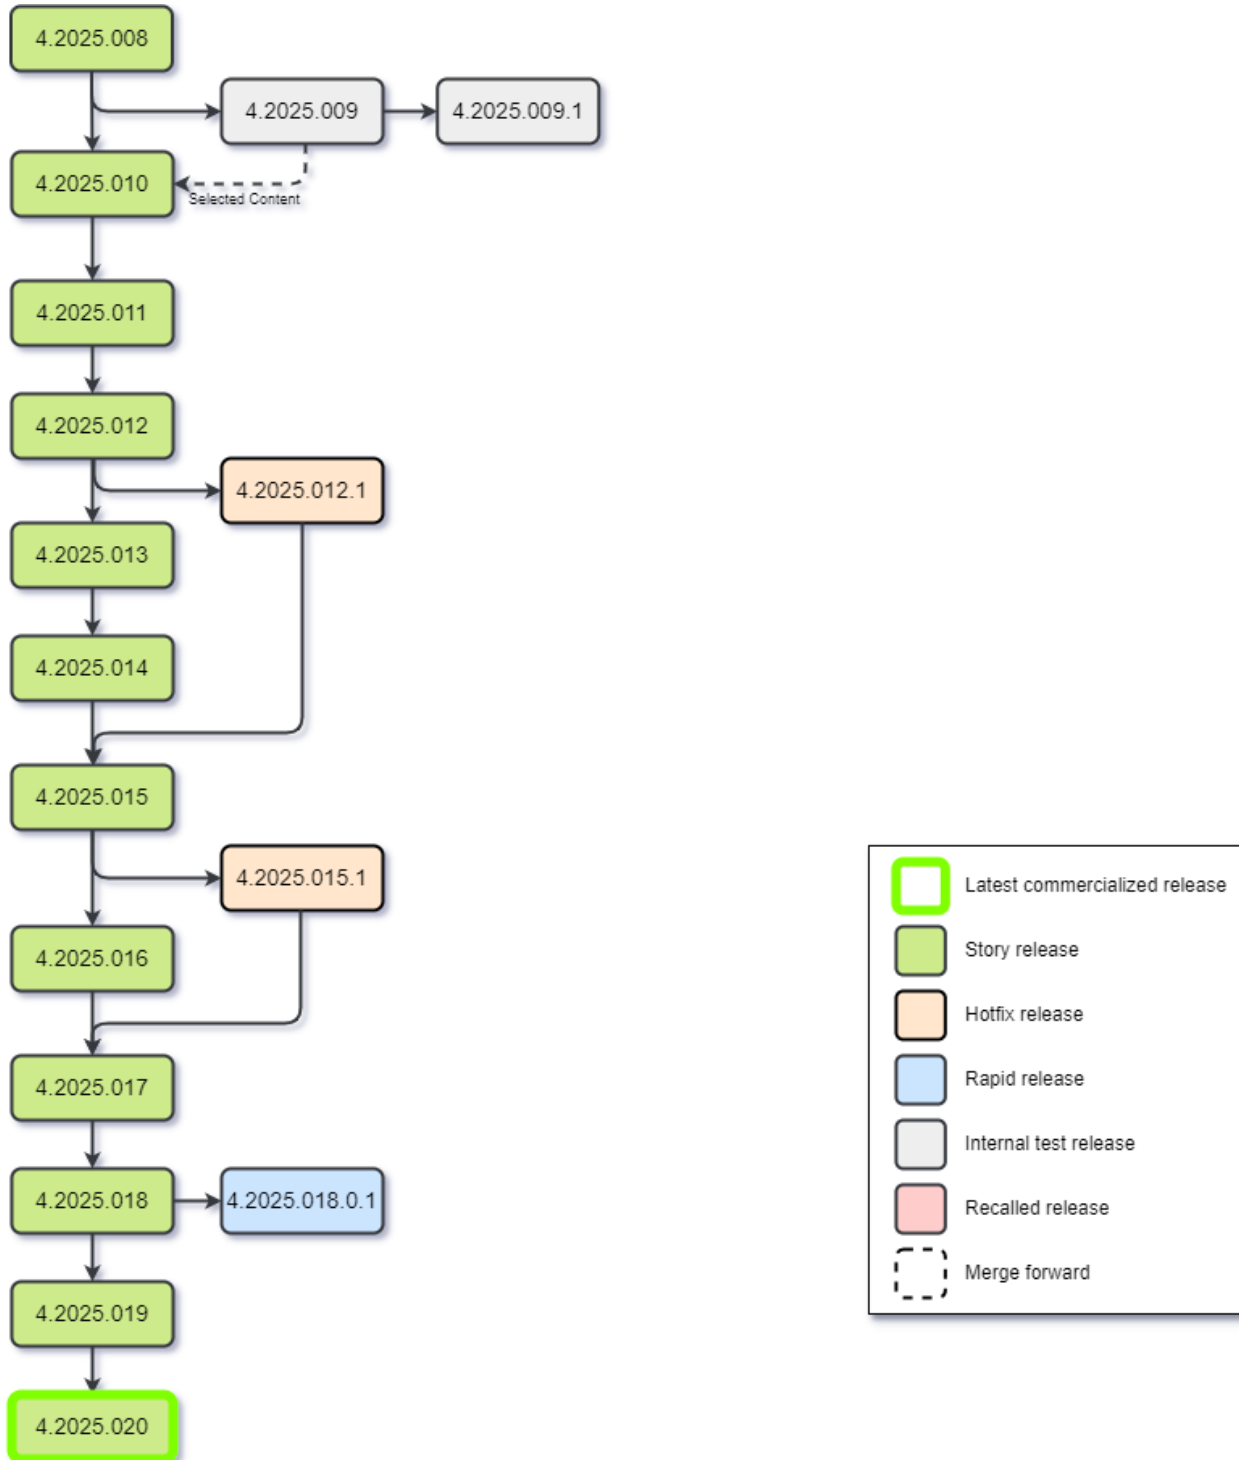 4.2025.008
4.2025.009
4.2025.009.1
4.2025.010
Selected Content
4.2025.011
4.2025.012
4.2025.012.1
4.2025.013
4.2025.014
4.2025.015
4.2025.015.1
4.2025.016
4.2025.017
4.2025.018
4.2025.018.0.1
4.2025.019
4.2025.020
Latest commercialized release
Story release
Hotfix release
Rapid release
Internal test release
Recalled release
Merge forward